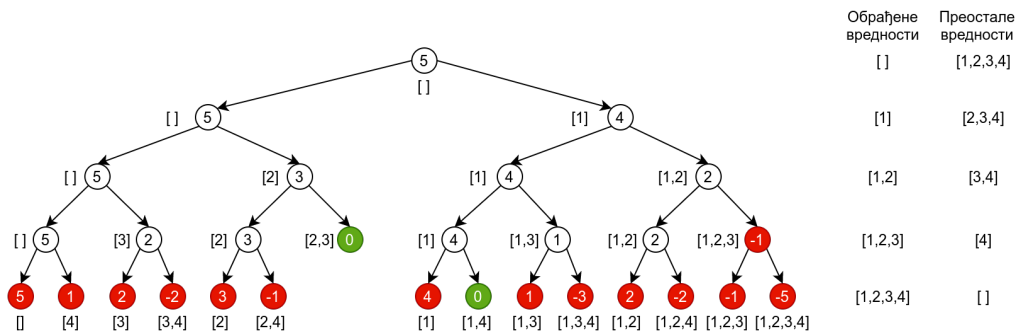 Обрађене Преостале
вредности вредности
5 [ ] [1,2,3,4]
[ ]
[ ] 5 [1] 4 [1] [2,3,4]
[ ] 5 [2] 3 [1] 4 [1,2] 2 [1,2] [3,4]
[ ] 5 [3] 2 [2] 3 [2,3] 0 [1] 4 [1,3] 1 [1,2] 2 [1,2,3] -1 [1,2,3] [4]
5 1 2 -2 3 -1 4 0 1 -3 2 -2 -1 -5 [1,2,3,4] [ ]
[] [4] [3] [3,4] [2] [2,4] [1] [1,4] [1,3] [1,3,4] [1,2] [1,2,4] [1,2,3] [1,2,3,4]